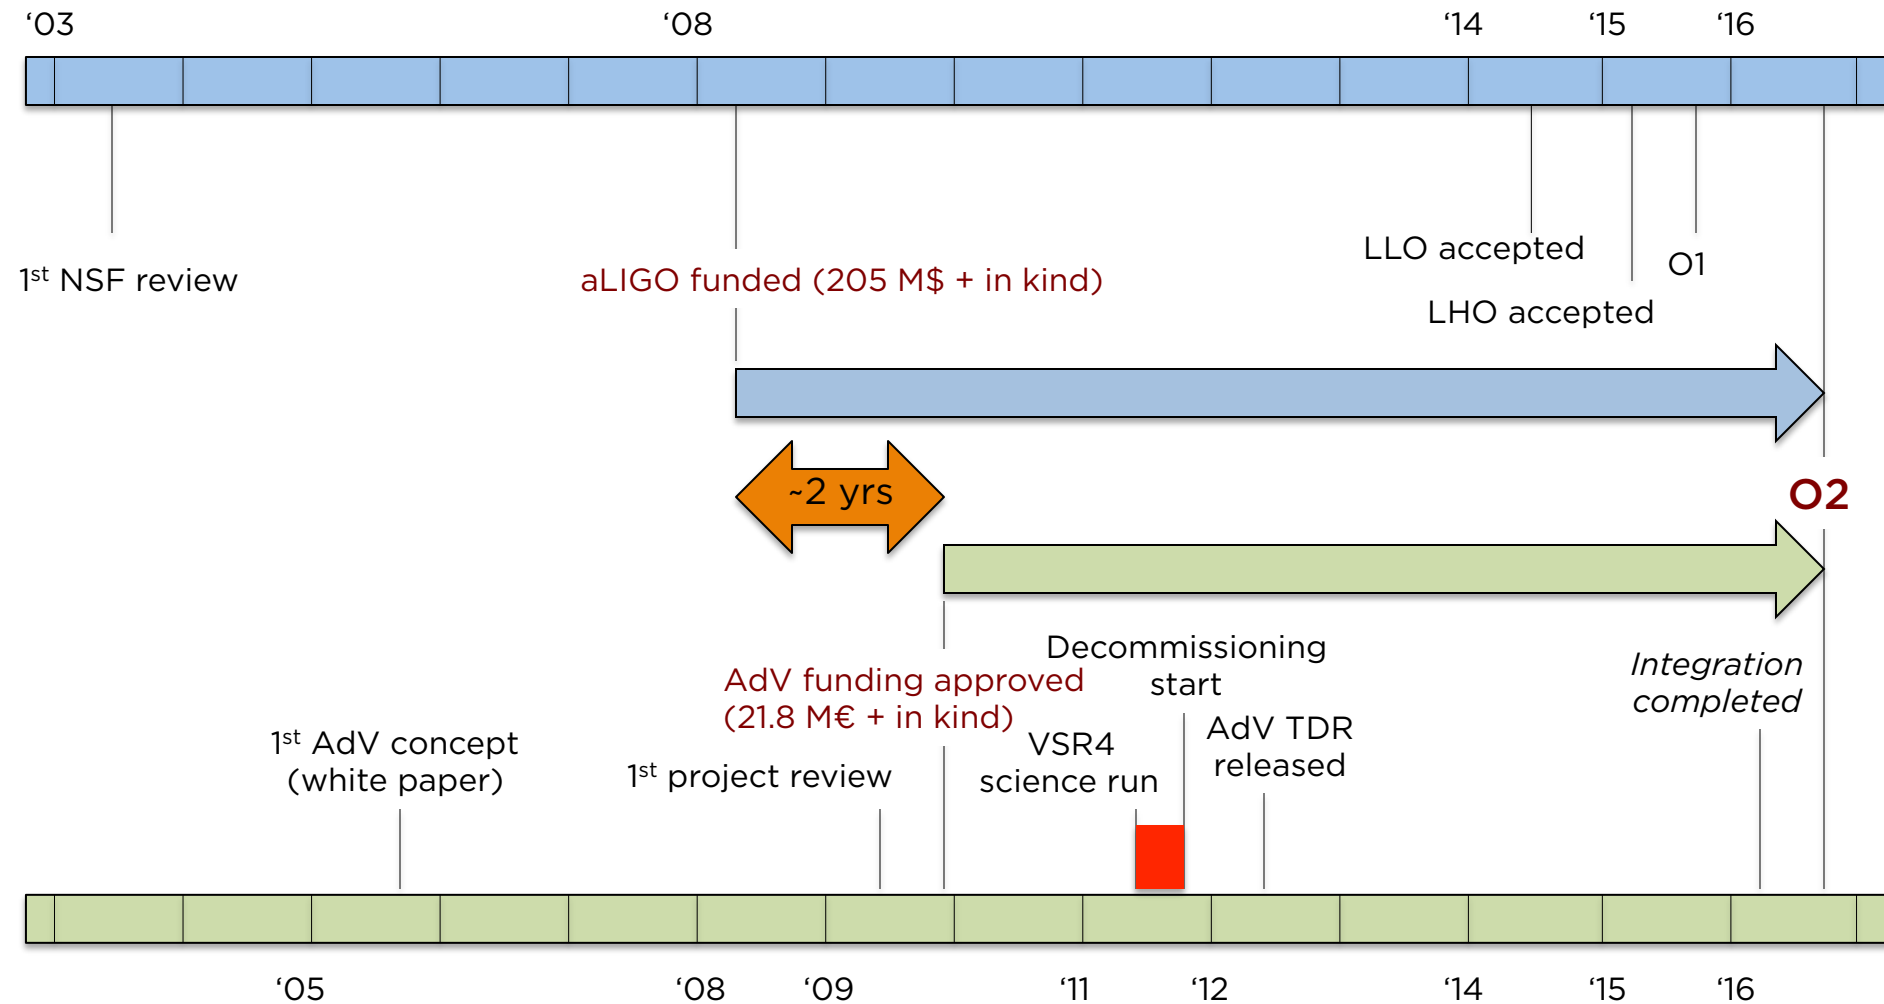 ‘03 ‘08 ‘14 ‘15 ‘16
LLO accepted
O1
1st NSF review
aLIGO funded (205 M$ + in kind)
LHO accepted
~2 yrs
O2
Decommissioning
start
AdV funding approved
(21.8 M€ + in kind)
Integration
completed
1st AdV concept
(white paper)
1st project review
VSR4
science run
AdV TDR
released
‘05 ‘08 ‘09 ‘11 ‘12 ‘14 ‘15 ‘16